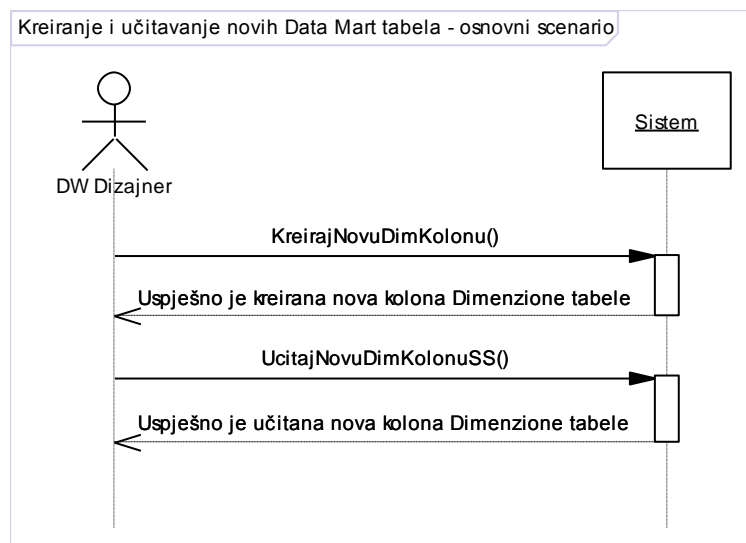 Kreiranje i učitavanje novih Data Mart tabela - osnovni scenario
Sistem
DW Dizajner
KreirajNovuDimKolonu()
Uspješno je kreirana nova kolona Dimenzione tabele
UcitajNovuDimKolonuSS()
Uspješno je učitana nova kolona Dimenzione tabele